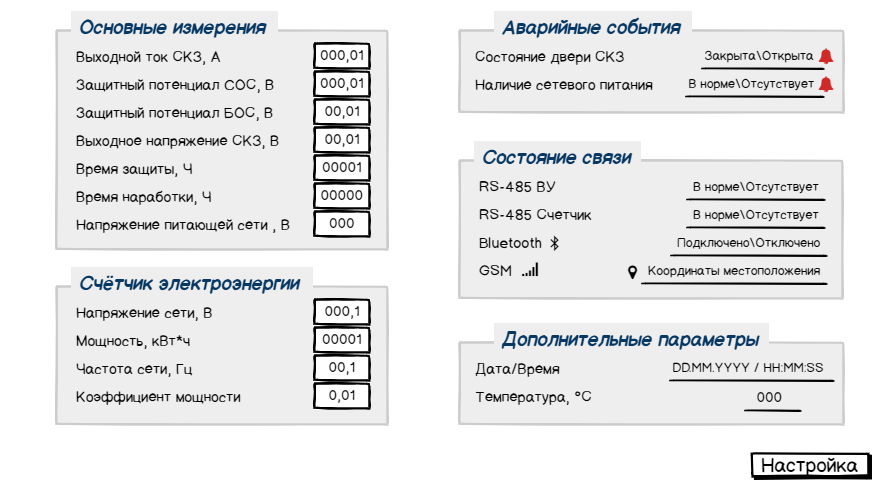 Основные измерения
Выходной ток СКЗ, А 000,01
Защитный потенциал СОС, В 000,01
Защитный потенциал БОС, В 00,01
Выходное напряжение СКЗ, В 00,01
Время защиты, Ч 00001
Время наработки, Ч 00000
Напряжение питающей сети , В 000
Счётчик электроэнергии
Напряжение сети, В 000,1
Мощность, кВт*ч 00001
Частота сети, Гц 00,1
Коэффициент мощности 0,01
Аварийные события
Состояние двери СКЗ Закрыта\Открыта
Наличие сетевого питания В норме\Отсутствует
Состояние связи
RS-485 ВУ В норме\Отсутствует
RS-485 Счетчик В норме\Отсутствует
Bluetooth Подключено\Отключено
GSM Координаты местоположения
Дополнительные параметры
Дата/Время DD.MM.YYYY / HH:MM:SS
Температура, °C 000
Настройка